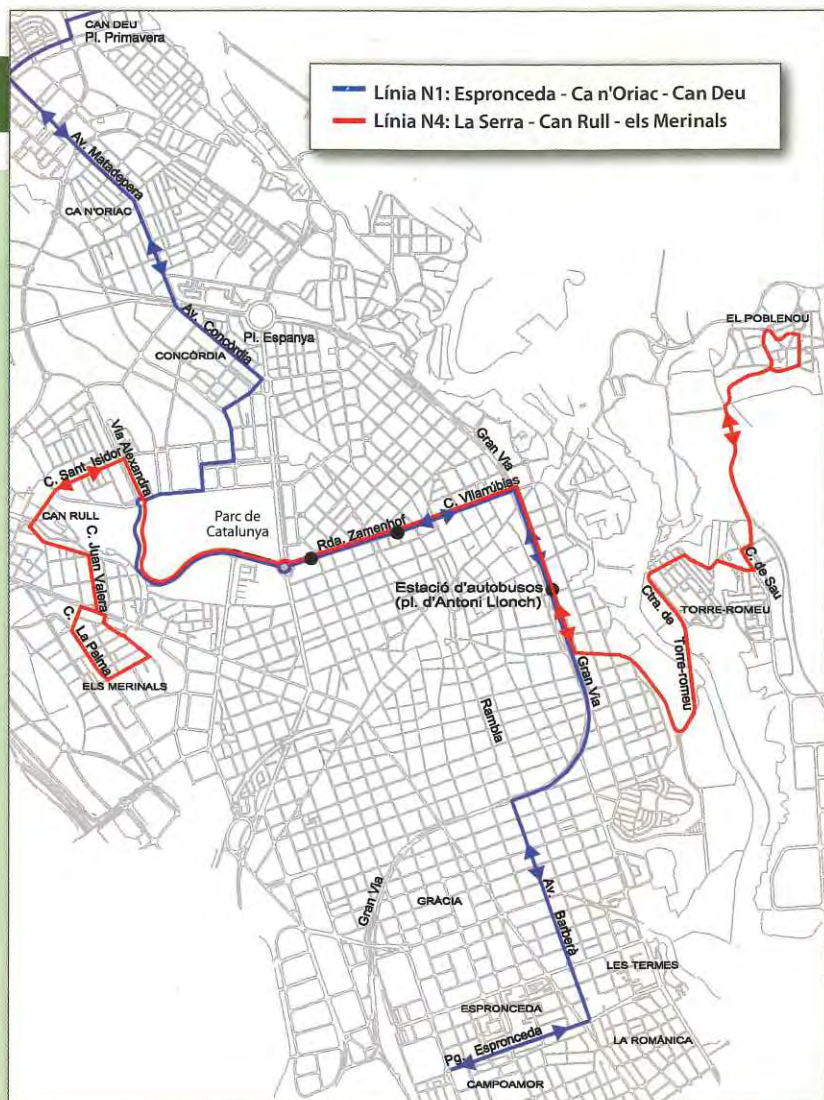 CAN DEU
Pl. Primavera
Línia N1: Espronceda - Ca n'Oriac - Can Deu
Línia N4: La Serra - Can Rull - els Merinals
Av. Matadepera
CA N'ORIAC
Av. Concòrdia
Pl. Espanya
CONCÒRDIA
EL POBLENOU
Via Alexandra
C. Sant Isidor
Gran Via
C. Vilarrúbias
CAN RULL
Parc de
Catalunya
Rda. Zamenhof
C. Juan Valera
Estació d'autobusos
(pl. d'Antoni Llonch)
C. de Sau
Ctra. de Torre-romeu
TORRE-ROMEU
C. La Palma
ELS MERINALS
Gran Via
Rambla
Gran Via
GRÀCIA
Av. Barberà
LES TERMES
ESPRONCEDA
Pg. Espronceda
LA ROMÀNICA
CAMPOAMOR